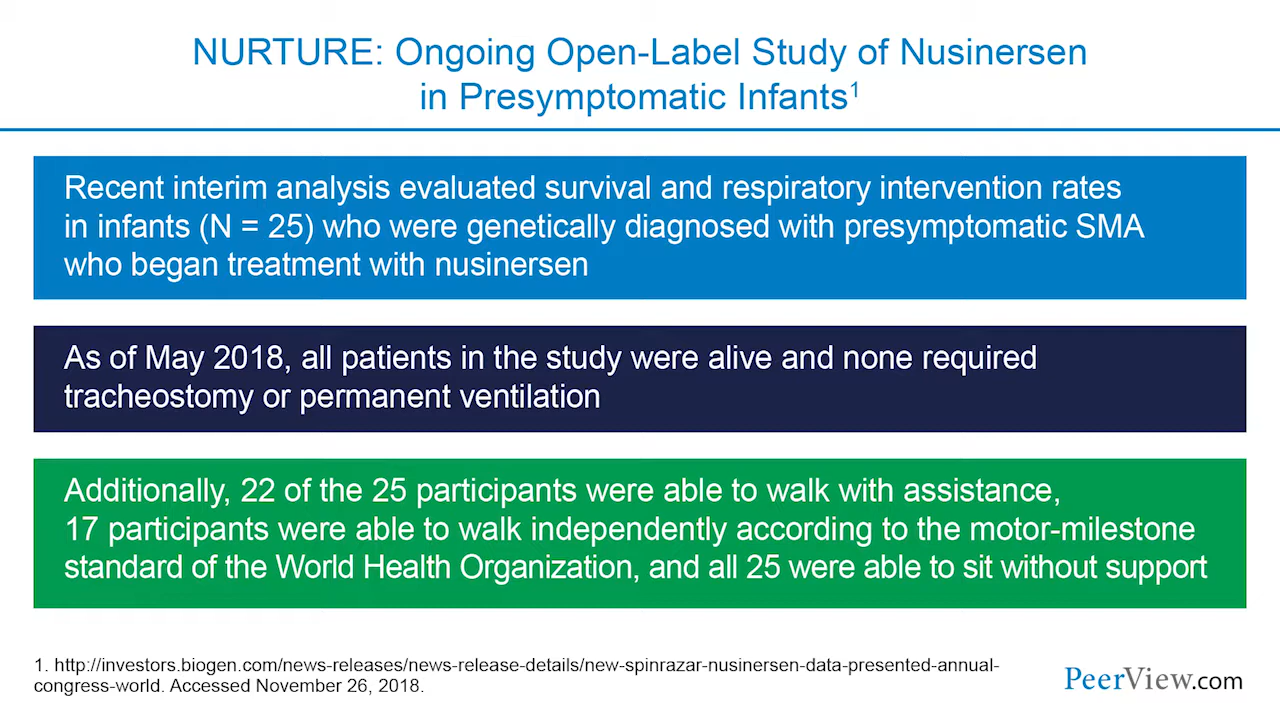 NURTURE: Ongoing Open-Label Study of Nusinersen
in Presymptomatic Infants1
Recent interim analysis evaluated survival and respiratory intervention rates
in infants (N = 25) who were genetically diagnosed with presymptomatic SMA
who began treatment with nusinersen
As of May 2018, all patients in the study were alive and none required
tracheostomy or permanent ventilation
Additionally, 22 of the 25 participants were able to walk with assistance,
17 participants were able to walk independently according to the motor-milestone
standard of the World Health Organization, and all 25 were able to sit without support
1. http://investors.biogen.com/news-releases/news-release-details/new-spinrazar-nusinersen-data-presented-annual-
congress-world. Accessed November 26, 2018.
PeerView.com